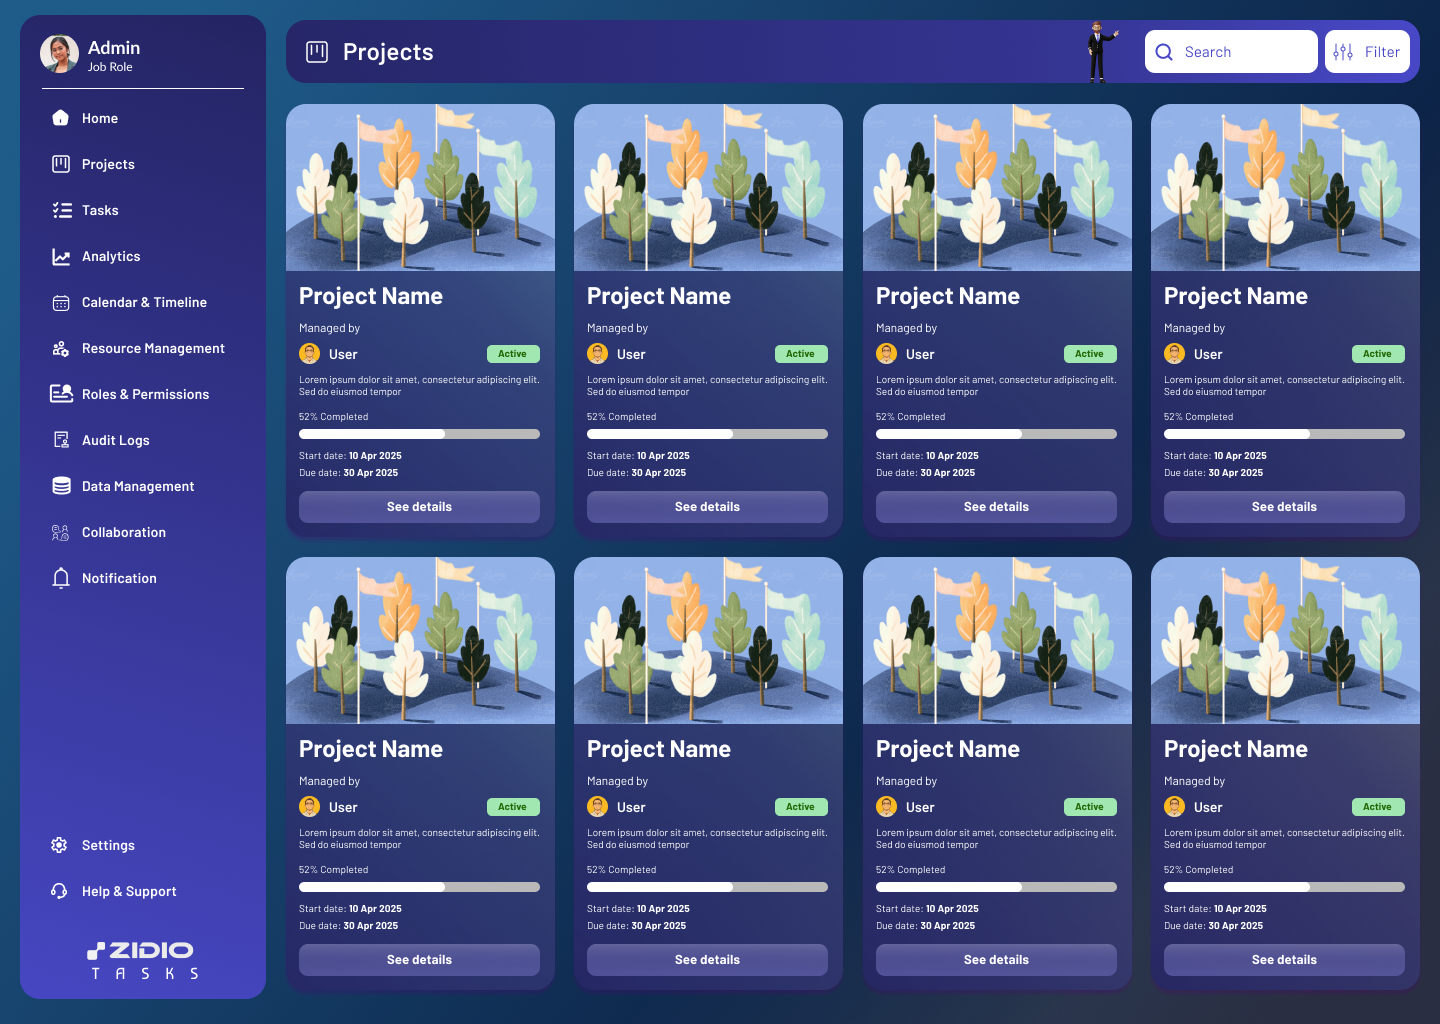 Admin
Job Role
Home
Projects
Tasks
Analytics
Calendar & Timeline
Resource Management
Roles & Permissions
Audit Logs
Data Management
Collaboration
Notification
Settings
Help & Support
ZIDIO
TASKS
Projects
Search
Filter
Project Name
Managed by
User
Active
Lorem ipsum dolor sit amet, consectetur adipiscing elit.
Sed do eiusmod tempor
52% Completed
Start date: 10 Apr 2025
Due date: 30 Apr 2025
See details
Project Name
Managed by
User
Active
Lorem ipsum dolor sit amet, consectetur adipiscing elit.
Sed do eiusmod tempor
52% Completed
Start date: 10 Apr 2025
Due date: 30 Apr 2025
See details
Project Name
Managed by
User
Active
Lorem ipsum dolor sit amet, consectetur adipiscing elit.
Sed do eiusmod tempor
52% Completed
Start date: 10 Apr 2025
Due date: 30 Apr 2025
See details
Project Name
Managed by
User
Active
Lorem ipsum dolor sit amet, consectetur adipiscing elit.
Sed do eiusmod tempor
52% Completed
Start date: 10 Apr 2025
Due date: 30 Apr 2025
See details
Project Name
Managed by
User
Active
Lorem ipsum dolor sit amet, consectetur adipiscing elit.
Sed do eiusmod tempor
52% Completed
Start date: 10 Apr 2025
Due date: 30 Apr 2025
See details
Project Name
Managed by
User
Active
Lorem ipsum dolor sit amet, consectetur adipiscing elit.
Sed do eiusmod tempor
52% Completed
Start date: 10 Apr 2025
Due date: 30 Apr 2025
See details
Project Name
Managed by
User
Active
Lorem ipsum dolor sit amet, consectetur adipiscing elit.
Sed do eiusmod tempor
52% Completed
Start date: 10 Apr 2025
Due date: 30 Apr 2025
See details
Project Name
Managed by
User
Active
Lorem ipsum dolor sit amet, consectetur adipiscing elit.
Sed do eiusmod tempor
52% Completed
Start date: 10 Apr 2025
Due date: 30 Apr 2025
See details